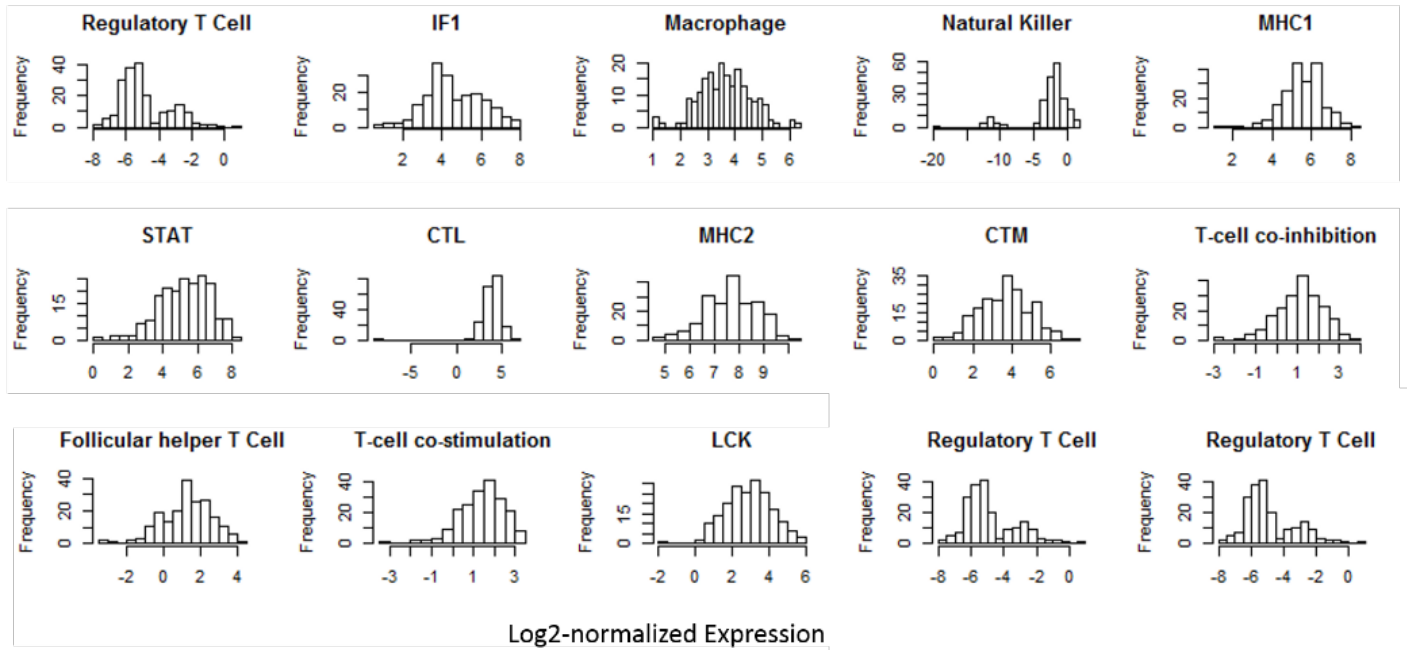 Regulatory T Cell IF1 Macrophage Natural Killer MHC1
Frequency Frequency Frequency Frequency Frequency
0 20 40 0 20 0 10 20 0 30 60 0 20
-8 -6 -4 -2 0 2 4 6 8 1 2 3 4 5 6 -20 -10 -5 0 2 4 6 8
STAT CTL MHC2 CTM T-cell co-inhibition
Frequency Frequency Frequency Frequency Frequency
0 15 0 40 0 20 0 15 35 0 20
0 2 4 6 8 -5 0 5 5 6 7 8 9 0 2 4 6 -3 -1 1 3
Follicular helper T Cell T-cell co-stimulation LCK Regulatory T Cell Regulatory T Cell
Frequency Frequency Frequency Frequency Frequency
0 20 40 0 20 40 0 15 0 20 40 0 20 40
-2 0 2 4 -3 -1 1 3 -2 0 2 4 6 -8 -6 -4 -2 0 -8 -6 -4 -2 0
Log2-normalized Expression